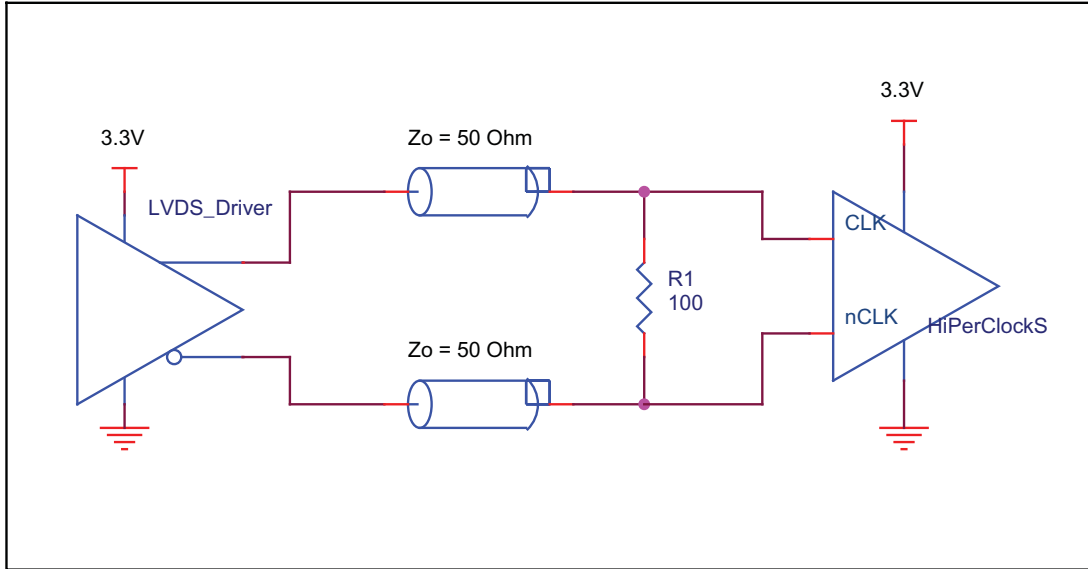 3.3V
3.3V
Zo = 50 Ohm
LVDS_Driver
CLK
R1
100
nCLK
HiPerClockS
Zo = 50 Ohm